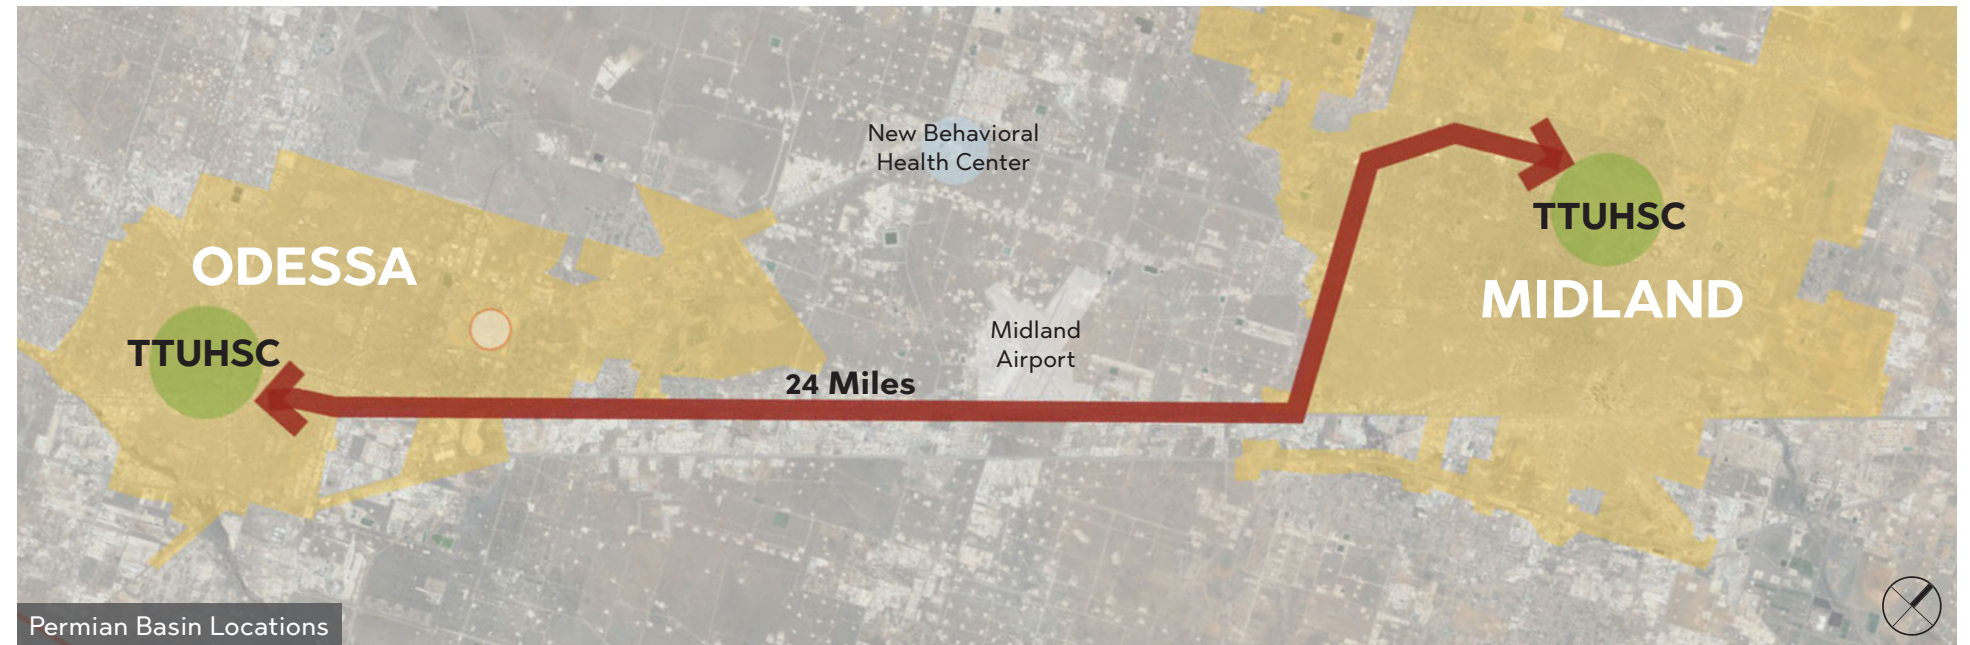 New Behavioral
Health Center
TTUHSC
ODESSA
MIDLAND
Midland
Airport
TTUHSC
24 Miles
Permian Basin Locations